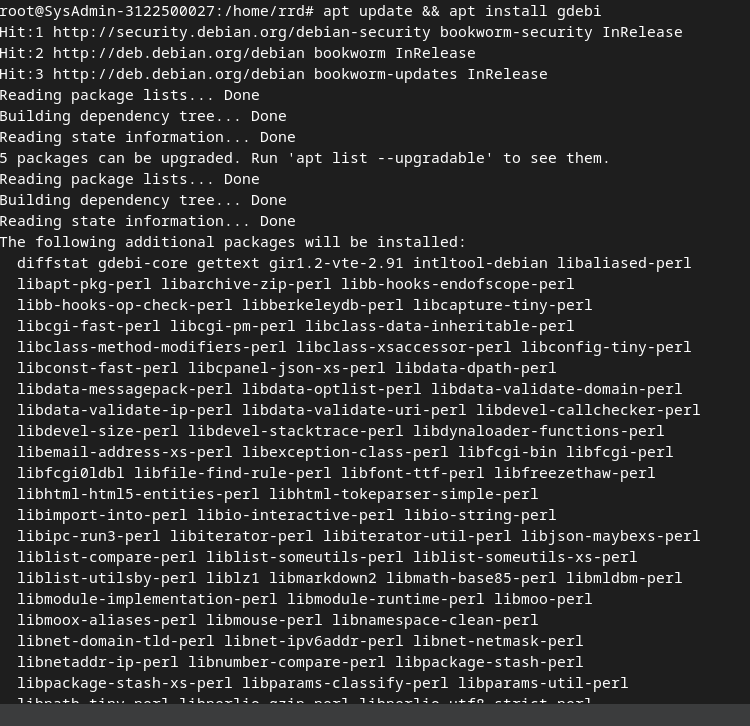 root@SysAdmin-3122500027:/home/rrd# apt update && apt install gdebi
Hit:1 http://security.debian.org/debian-security bookworm-security InRelease
Hit:2 http://deb.debian.org/debian bookworm InRelease
Hit:3 http://deb.debian.org/debian bookworm-updates InRelease
Reading package lists... Done
Building dependency tree... Done
Reading state information... Done
5 packages can be upgraded. Run 'apt list --upgradable' to see them.
Reading package lists... Done
Building dependency tree... Done
Reading state information... Done
The following additional packages will be installed:
  diffstat gdebi-core gettext gir1.2-vte-2.91 intltool-debian libaliased-perl
  libapt-pkg-perl libarchive-zip-perl libb-hooks-endofscope-perl
  libb-hooks-op-check-perl libberkeleydb-perl libcapture-tiny-perl
  libcgi-fast-perl libcgi-pm-perl libclass-data-inheritable-perl
  libclass-method-modifiers-perl libclass-xsaccessor-perl libconfig-tiny-perl
  libconst-fast-perl libcpanel-json-xs-perl libdata-dpath-perl
  libdata-messagepack-perl libdata-optlist-perl libdata-validate-domain-perl
  libdata-validate-ip-perl libdata-validate-uri-perl libdevel-callchecker-perl
  libdevel-size-perl libdevel-stacktrace-perl libdynaloader-functions-perl
  libemail-address-xs-perl libexception-class-perl libfcgi-bin libfcgi-perl
  libfcgi0ldbl libfile-find-rule-perl libfont-ttf-perl libfreezethaw-perl
  libhtml-html5-entities-perl libhtml-tokeparser-simple-perl
  libimport-into-perl libio-interactive-perl libio-string-perl
  libipc-run3-perl libiterator-perl libiterator-util-perl libjson-maybexs-perl
  liblist-compare-perl liblist-someutils-perl liblist-someutils-xs-perl
  liblist-utilsby-perl liblz1 libmarkdown2 libmath-base85-perl libmldbm-perl
  libmodule-implementation-perl libmodule-runtime-perl libmoo-perl
  libmoox-aliases-perl libmouse-perl libnamespace-clean-perl
  libnet-domain-tld-perl libnet-ipv6addr-perl libnet-netmask-perl
  libnetaddr-ip-perl libnumber-compare-perl libpackage-stash-perl
  libpackage-stash-xs-perl libparams-classify-perl libparams-util-perl
  libpath-tiny-perl libperlio-gzip-perl libperlio-utf8-strict-perl